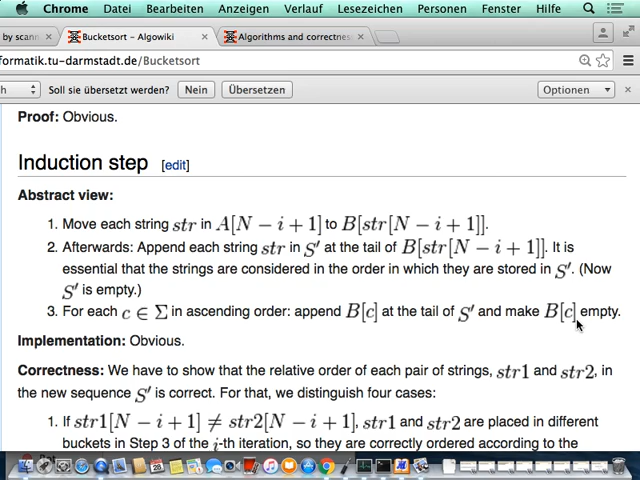 Chrome Ablage Bearbeiten Anzeigen Verlauf Lesezeichen Personen Fenster Hilfe
by scann × Bucketsort – Algowiki × Algorithms and correctnes ×
formatik.tu-darmstadt.de/Bucketsort
h Soll sie übersetzt werden? Nein Übersetzen Optionen ×
Proof: Obvious.
Induction step [edit]
Abstract view:
1. Move each string str in A[N − i + 1] to B[str[N − i + 1]].
2. Afterwards: Append each string str in S′ at the tail of B[str[N − i + 1]]. It is
essential that the strings are considered in the order in which they are stored in S′. (Now
S′ is empty.)
3. For each c ∈ Σ in ascending order: append B[c] at the tail of S′ and make B[c] empty.
Implementation: Obvious.
Correctness: We have to show that the relative order of each pair of strings, str1 and str2, in
the new sequence S′ is correct. For that, we distinguish four cases:
1. If str1[N − i + 1] ≠ str2[N − i + 1], str1 and str2 are placed in different
buckets in Step 3 of the i-th iteration, so they are correctly ordered according to the